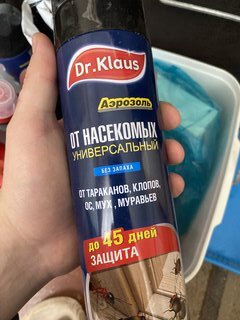 Dr.Klaus
Аэрозоль
ОТ НАСЕКОМЫХ
УНИВЕРСАЛЬНЫЙ
БЕЗ ЗАПАХА
ОТ ТАРАКАНОВ, КЛОПОВ,
ОС, МУХ, МУРАВЬЕВ
до 45 дней
ЗАЩИТА